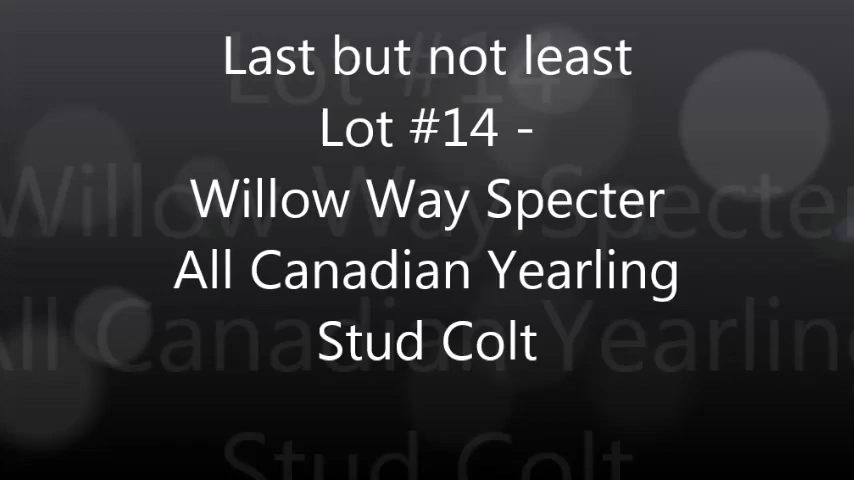 Last but not least
Lot #14 -
Willow Way Specter
All Canadian Yearling
Stud Colt